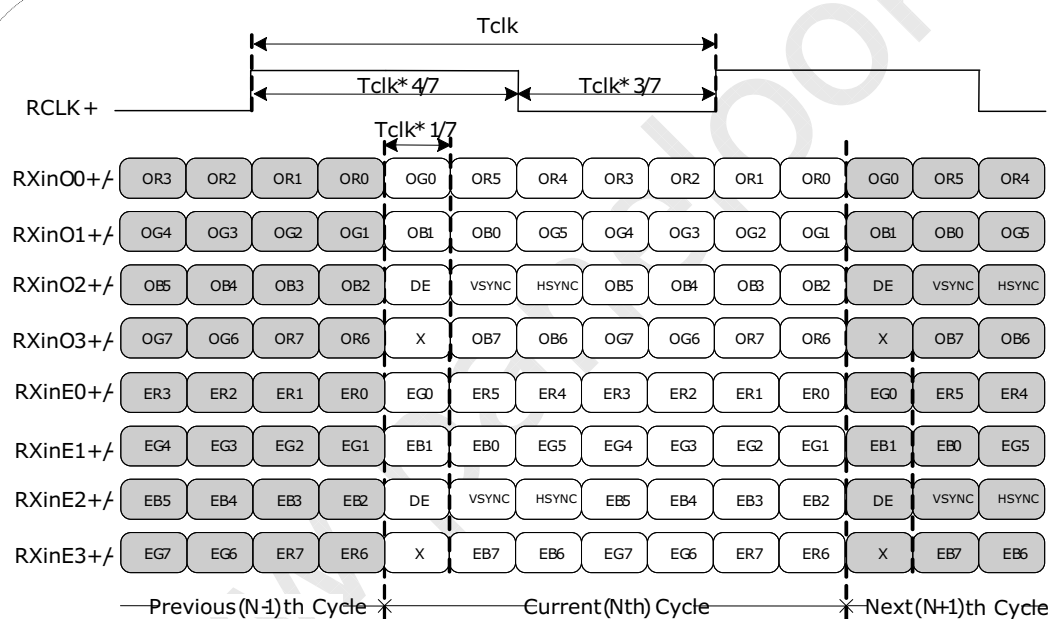 Tclk
Tclk*4/7 Tclk*3/7
RCLK+
Tclk*1/7
RXinO0+/- OR3 OR2 OR1 OR0 OG0 OR5 OR4 OR3 OR2 OR1 OR0 OG0 OR5 OR4
RXinO1+/- OG4 OG3 OG2 OG1 OB1 OB0 OG5 OG4 OG3 OG2 OG1 OB1 OB0 OG5
RXinO2+/- OB5 OB4 OB3 OB2 DE VSYNC HSYNC OB5 OB4 OB3 OB2 DE VSYNC HSYNC
RXinO3+/- OG7 OG6 OR7 OR6 X OB7 OB6 OG7 OG6 OR7 OR6 X OB7 OB6
RXinE0+/- ER3 ER2 ER1 ER0 EG0 ER5 ER4 ER3 ER2 ER1 ER0 EG0 ER5 ER4
RXinE1+/- EG4 EG3 EG2 EG1 EB1 EB0 EG5 EG4 EG3 EG2 EG1 EB1 EB0 EG5
RXinE2+/- EB5 EB4 EB3 EB2 DE VSYNC HSYNC EB5 EB4 EB3 EB2 DE VSYNC HSYNC
RXinE3+/- EG7 EG6 ER7 ER6 X EB7 EB6 EG7 EG6 ER7 ER6 X EB7 EB6
Previous(N-1)th Cycle Current(Nth) Cycle Next(N+1)th Cycle